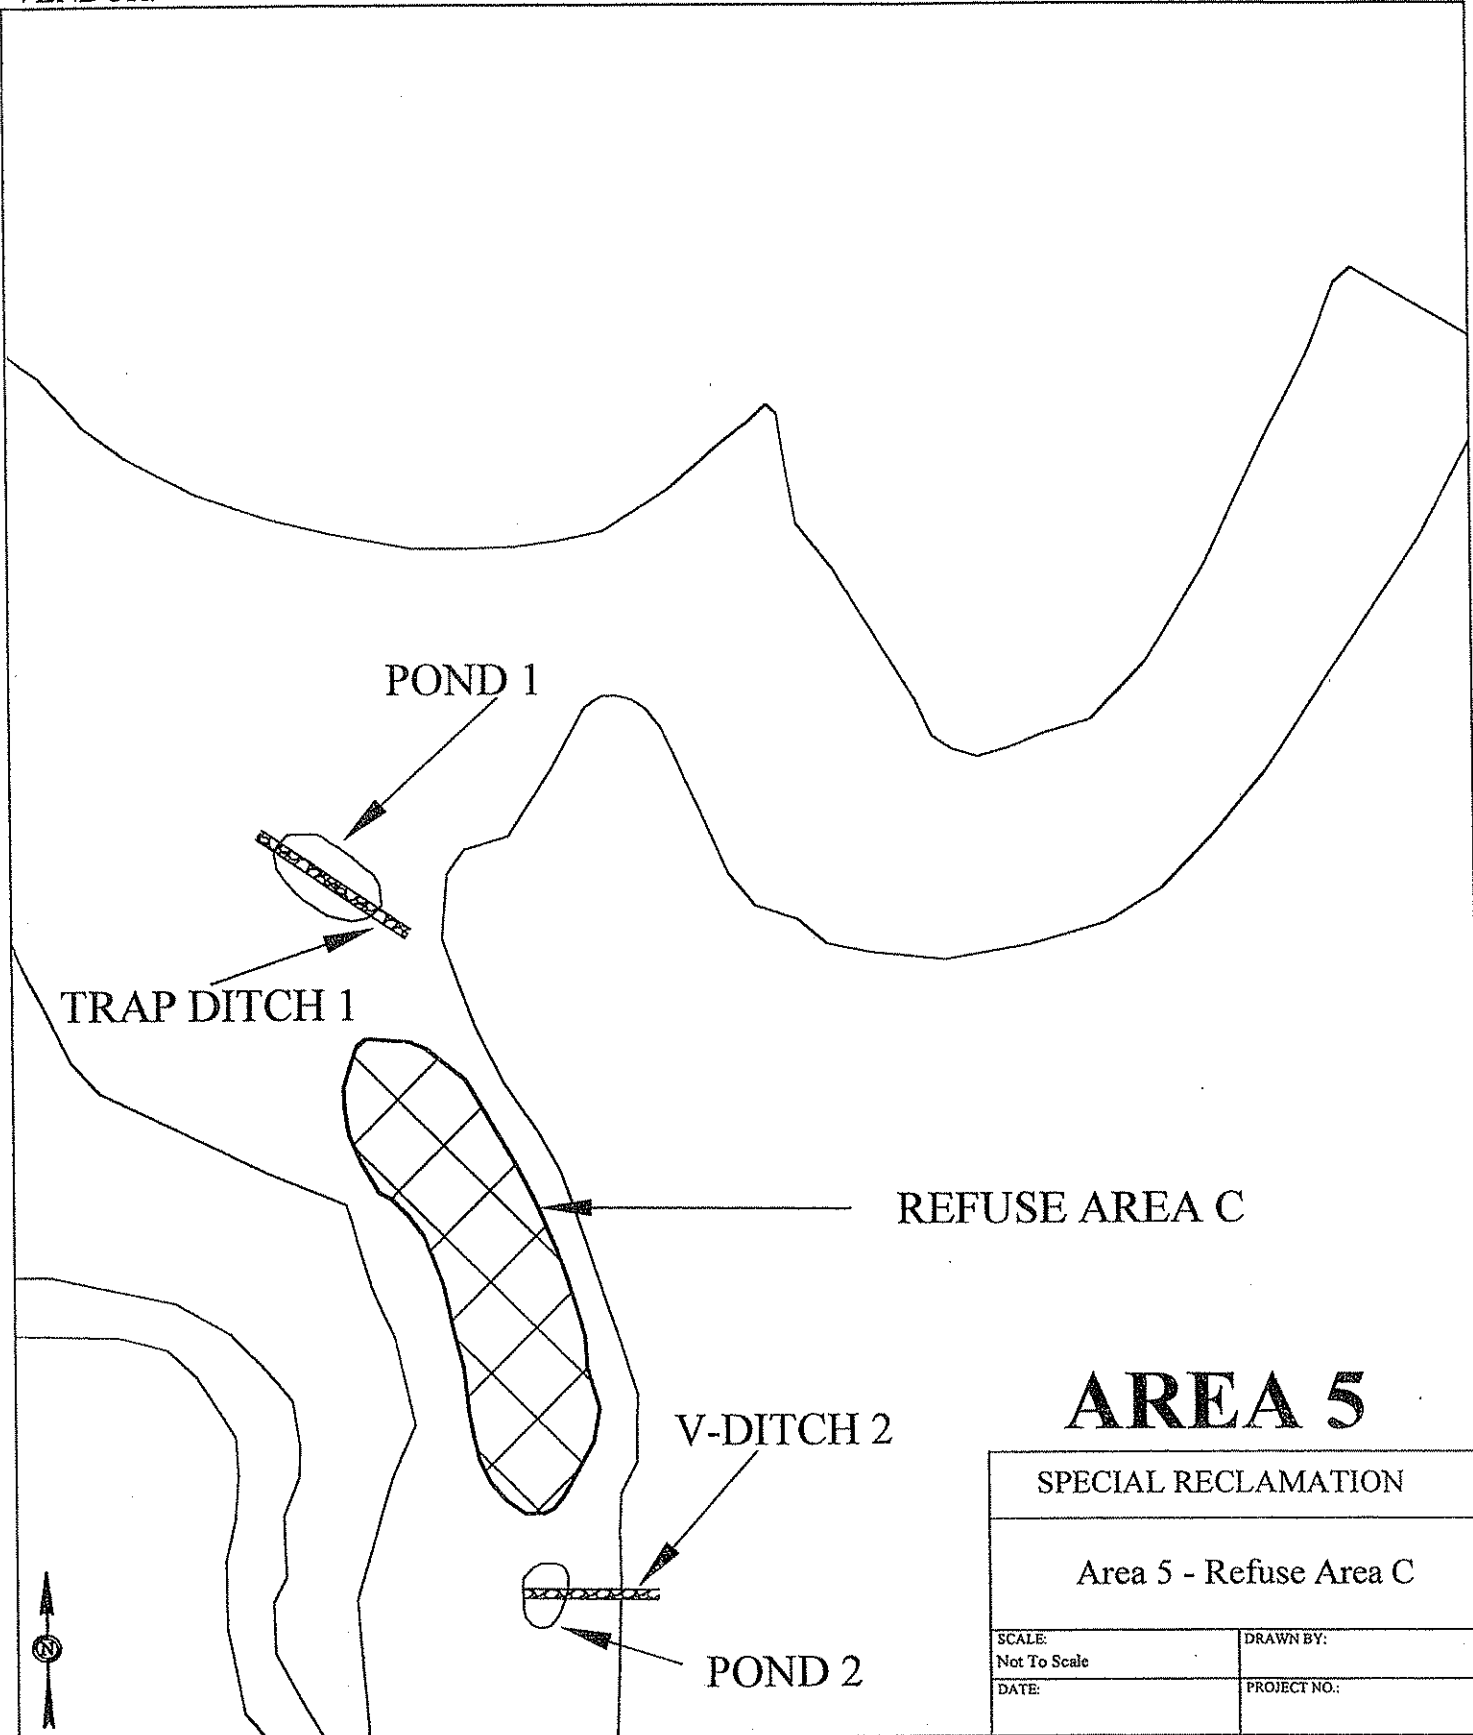 POND 1
TRAP DITCH 1
REFUSE AREA C
AREA 5
V-DITCH 2
SPECIAL RECLAMATION
Area 5 - Refuse Area C
SCALE:
Not To Scale
DRAWN BY:
POND 2
DATE:
PROJECT NO.:
N